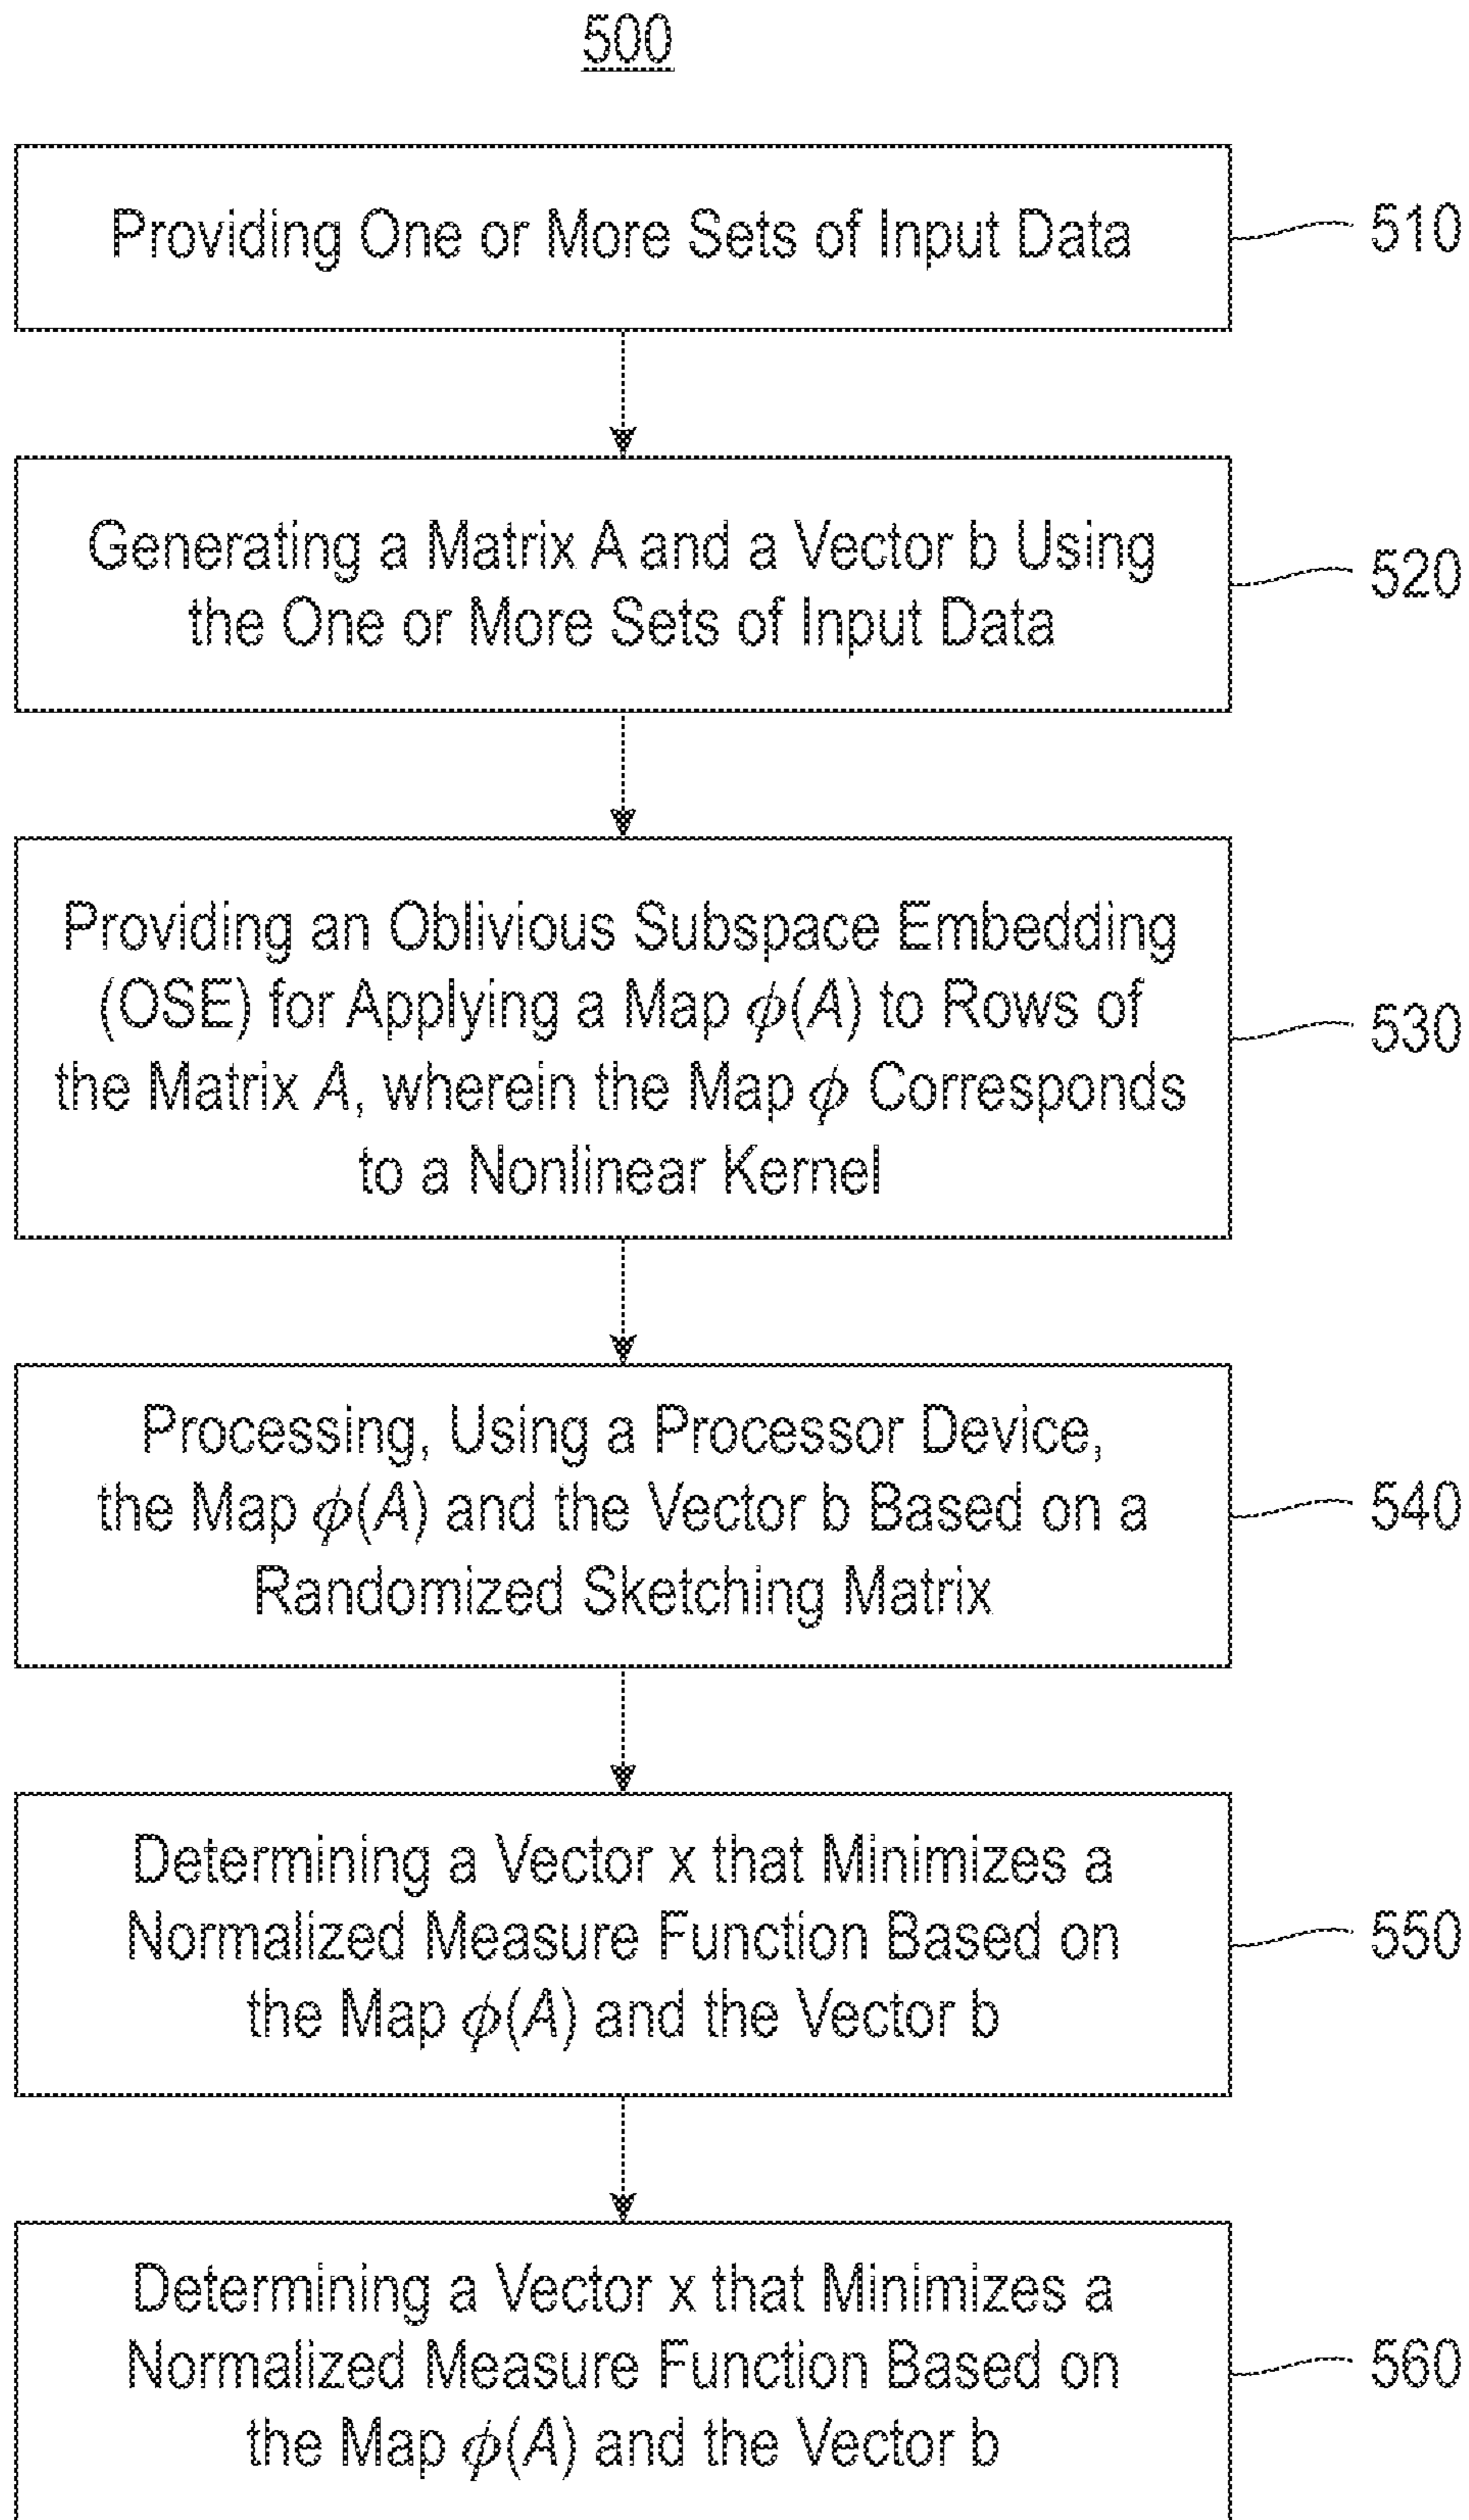 500
Providing One or More Sets of Input Data
510
Generating a Matrix A and a Vector b Using
the One or More Sets of Input Data
520
Providing an Oblivious Subspace Embedding
(OSE) for Applying a Map ϕ(A) to Rows of
the Matrix A, wherein the Map ϕ Corresponds
to a Nonlinear Kernel
530
Processing, Using a Processor Device,
the Map ϕ(A) and the Vector b Based on a
Randomized Sketching Matrix
540
Determining a Vector x that Minimizes a
Normalized Measure Function Based on
the Map ϕ(A) and the Vector b
550
Determining a Vector x that Minimizes a
Normalized Measure Function Based on
the Map ϕ(A) and the Vector b
560